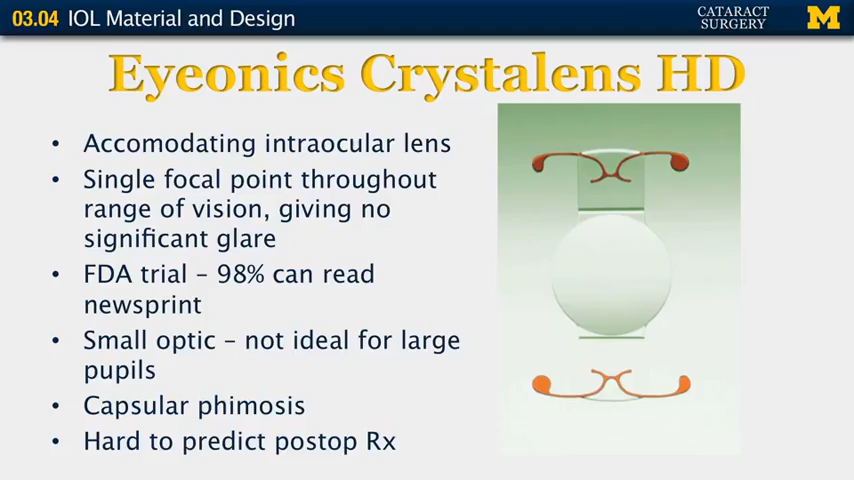 03.04 IOL Material and Design
CATARACT
SURGERY
M
Eyeonics Crystalens HD
• Accomodating intraocular lens
• Single focal point throughout
range of vision, giving no
significant glare
• FDA trial – 98% can read
newsprint
• Small optic – not ideal for large
pupils
• Capsular phimosis
• Hard to predict postop Rx